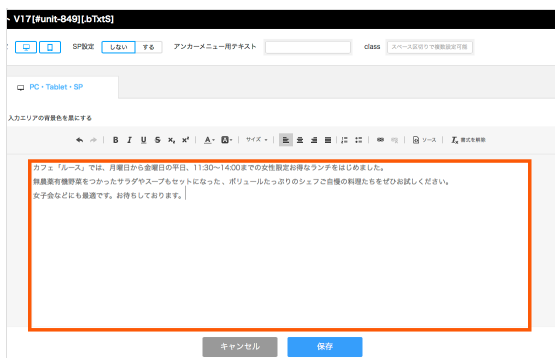 V17[#unit-849][.bTxtS]
SP設定 しない する アンカーメニュー用テキスト class スペース区切りで複数設定可能
PC・Tablet・SP
入力エリアの背景色を黒にする
B I U S x₂ x² A A サイズ ソース Tx 書式を解除
カフェ「ルース」では、月曜日から金曜日の平日、11:30〜14:00までの女性限定お得なランチをはじめました。
無農薬有機野菜をつかったサラダやスープもセットになった、ボリュールたっぷりのシェフご自慢の料理たちをぜひお試しください。
女子会などにも最適です。お待ちしております。
キャンセル 保存